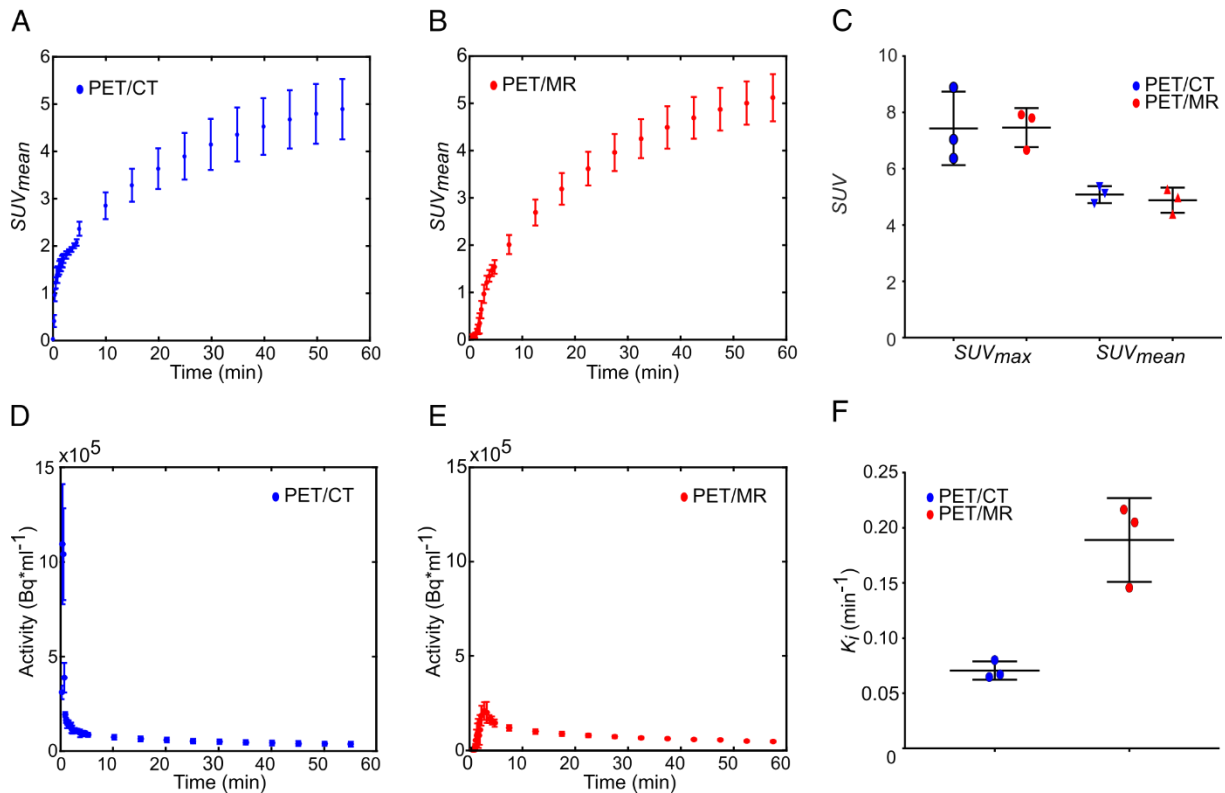 A
6
5
4
3
2
1
0
SUVmean
PET/CT
0 10 20 30 40 50 60
Time (min)
B
6
5
4
3
2
1
0
SUVmean
PET/MR
0 10 20 30 40 50 60
Time (min)
C
10
8
6
4
2
0
SUV
PET/CT
PET/MR
SUVmax SUVmean
D
x10⁵
15
10
5
0
Activity (Bq*ml⁻¹)
PET/CT
0 10 20 30 40 50 60
Time (min)
E
x10⁵
15
10
5
0
Activity (Bq*ml⁻¹)
PET/MR
0 10 20 30 40 50 60
Time (min)
F
0.25
0.20
0.15
0.10
0.05
0
Ki (min⁻¹)
PET/CT
PET/MR